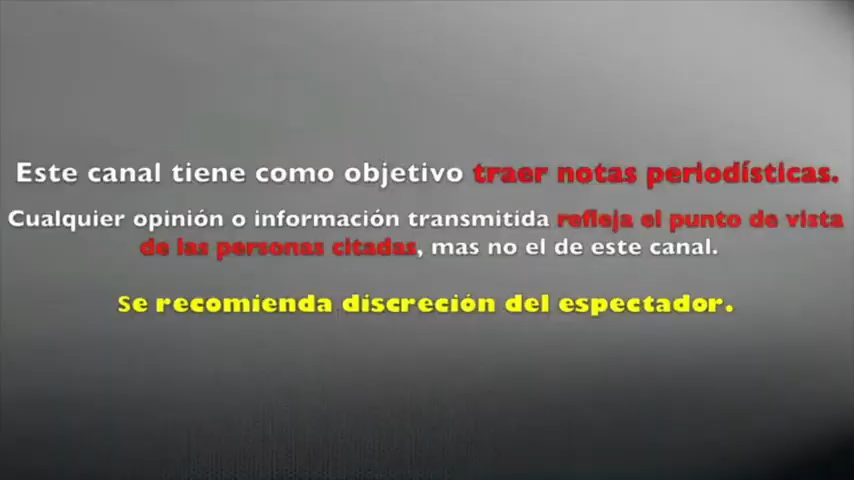 Este canal tiene como objetivo traer notas periodísticas.
Cualquier opinión o información transmitida refleja el punto de vista
de las personas citadas, mas no el de este canal.
Se recomienda discreción del espectador.